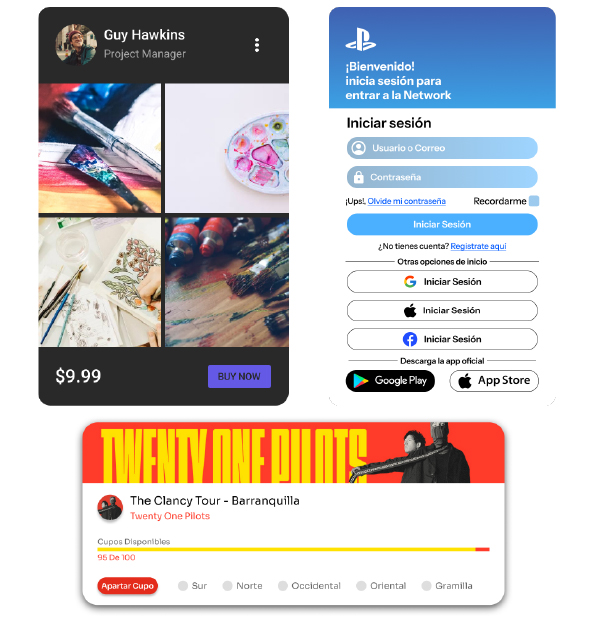 Guy Hawkins
Project Manager
$9.99
BUY NOW
¡Bienvenido!
inicia sesión para
entrar a la Network
Iniciar sesión
Usuario o Correo
Contraseña
¡Ups!, Olvide mi contraseña
Recordarme
Iniciar Sesión
¿No tienes cuenta? Registrate aquí
Otras opciones de inicio
Iniciar Sesión
Iniciar Sesión
Iniciar Sesión
Descarga la app oficial
Google Play
App Store
TWENTY ONE PILOTS
The Clancy Tour - Barranquilla
Twenty One Pilots
Cupos Disponibles
95 De 100
Apartar Cupo
Sur
Norte
Occidental
Oriental
Gramilla